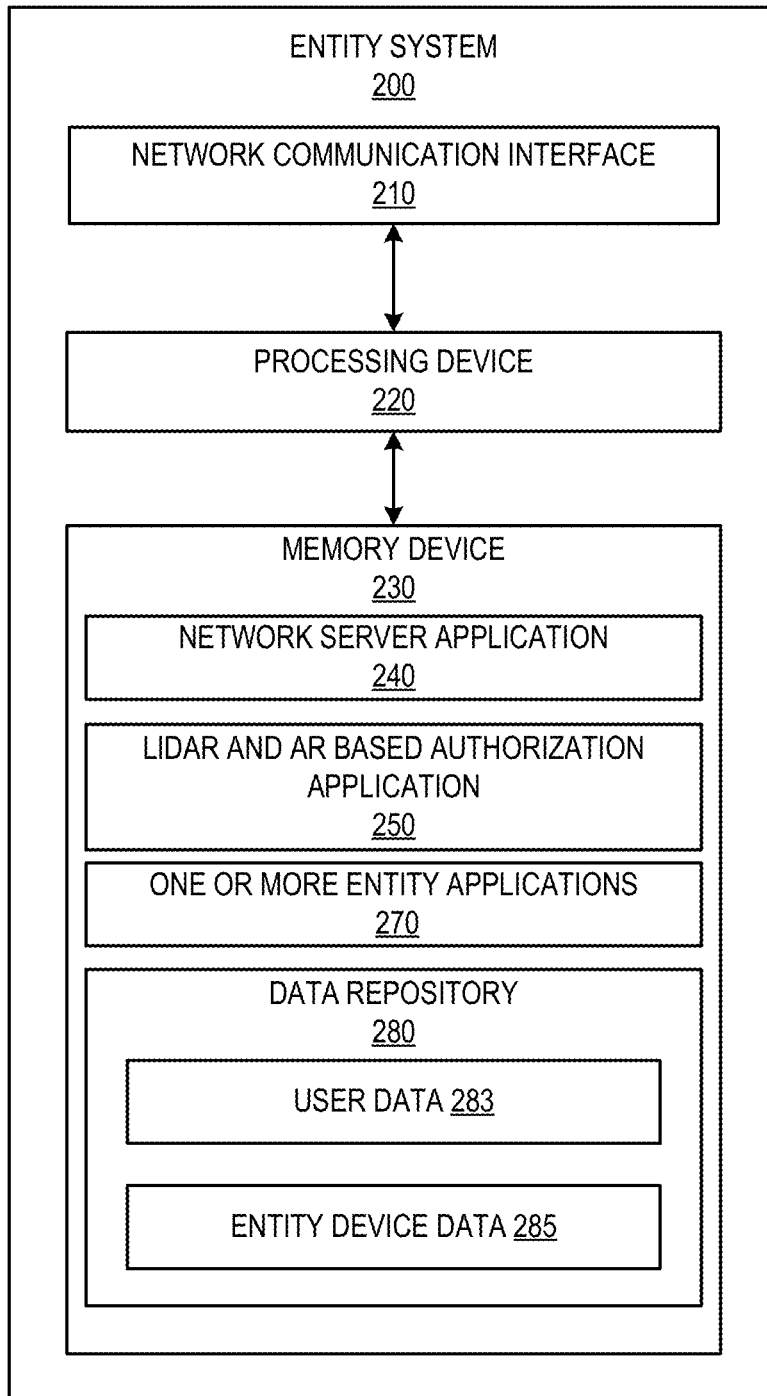 ENTITY SYSTEM
200
NETWORK COMMUNICATION INTERFACE
210
PROCESSING DEVICE
220
MEMORY DEVICE
230
NETWORK SERVER APPLICATION
240
LIDAR AND AR BASED AUTHORIZATION
APPLICATION
250
ONE OR MORE ENTITY APPLICATIONS
270
DATA REPOSITORY
280
USER DATA 283
ENTITY DEVICE DATA 285